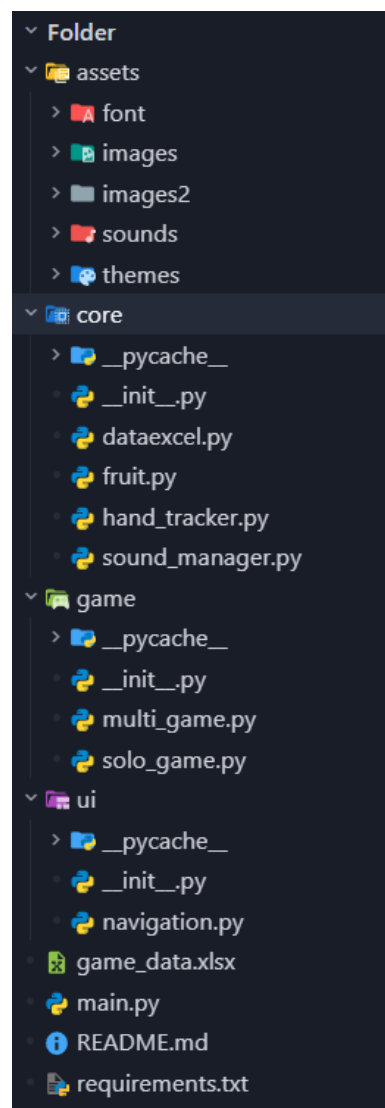 Folder
assets
font
images
images2
sounds
themes
core
__pycache__
__init__.py
dataexcel.py
fruit.py
hand_tracker.py
sound_manager.py
game
__pycache__
__init__.py
multi_game.py
solo_game.py
ui
__pycache__
__init__.py
navigation.py
game_data.xlsx
main.py
README.md
requirements.txt